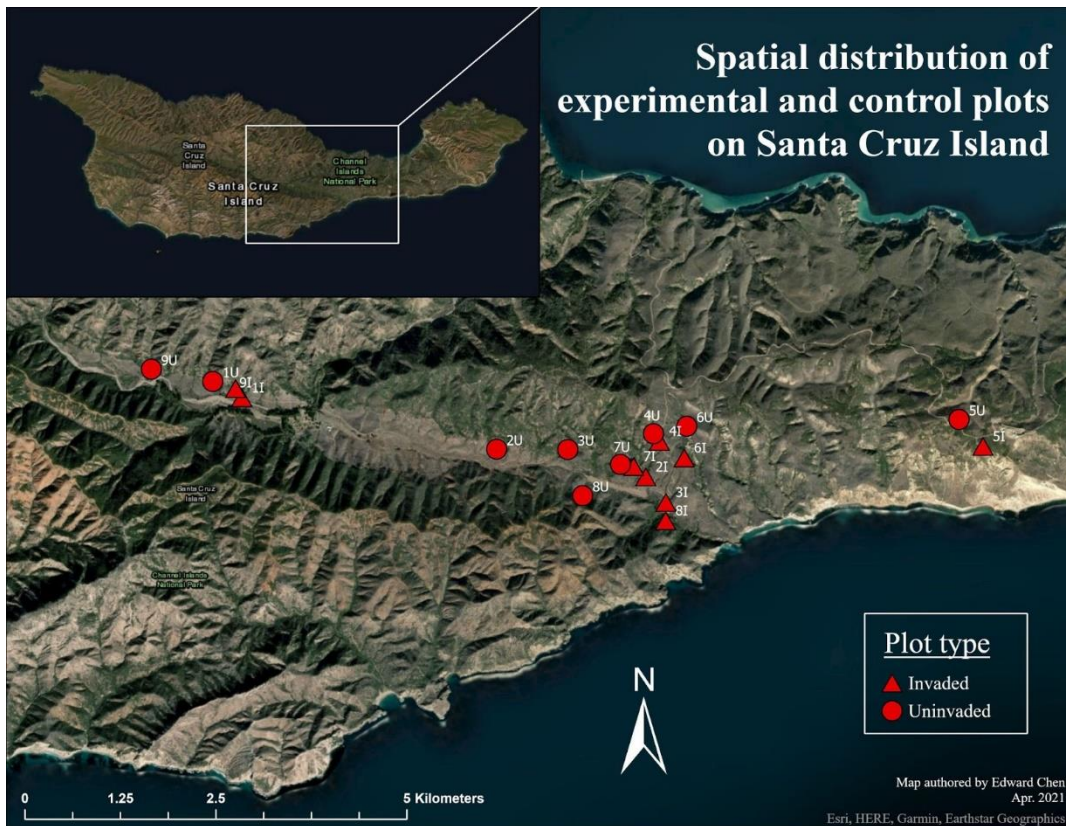 Spatial distribution of
experimental and control plots
on Santa Cruz Island
Santa
Cruz
Island
Channel
Islands
National Park
Santa Cruz
Island
9U
1U
9I
1I
2U
3U
4U
6U
4I
7U
7I
6I
2I
8U
3I
8I
5U
5I
Santa Cruz
Island
Channel Islands
National Park
Plot type
Invaded
Uninvaded
N
0
1.25
2.5
5 Kilometers
Map authored by Edward Chen
Apr. 2021
Esri, HERE, Garmin, Earthstar Geographics